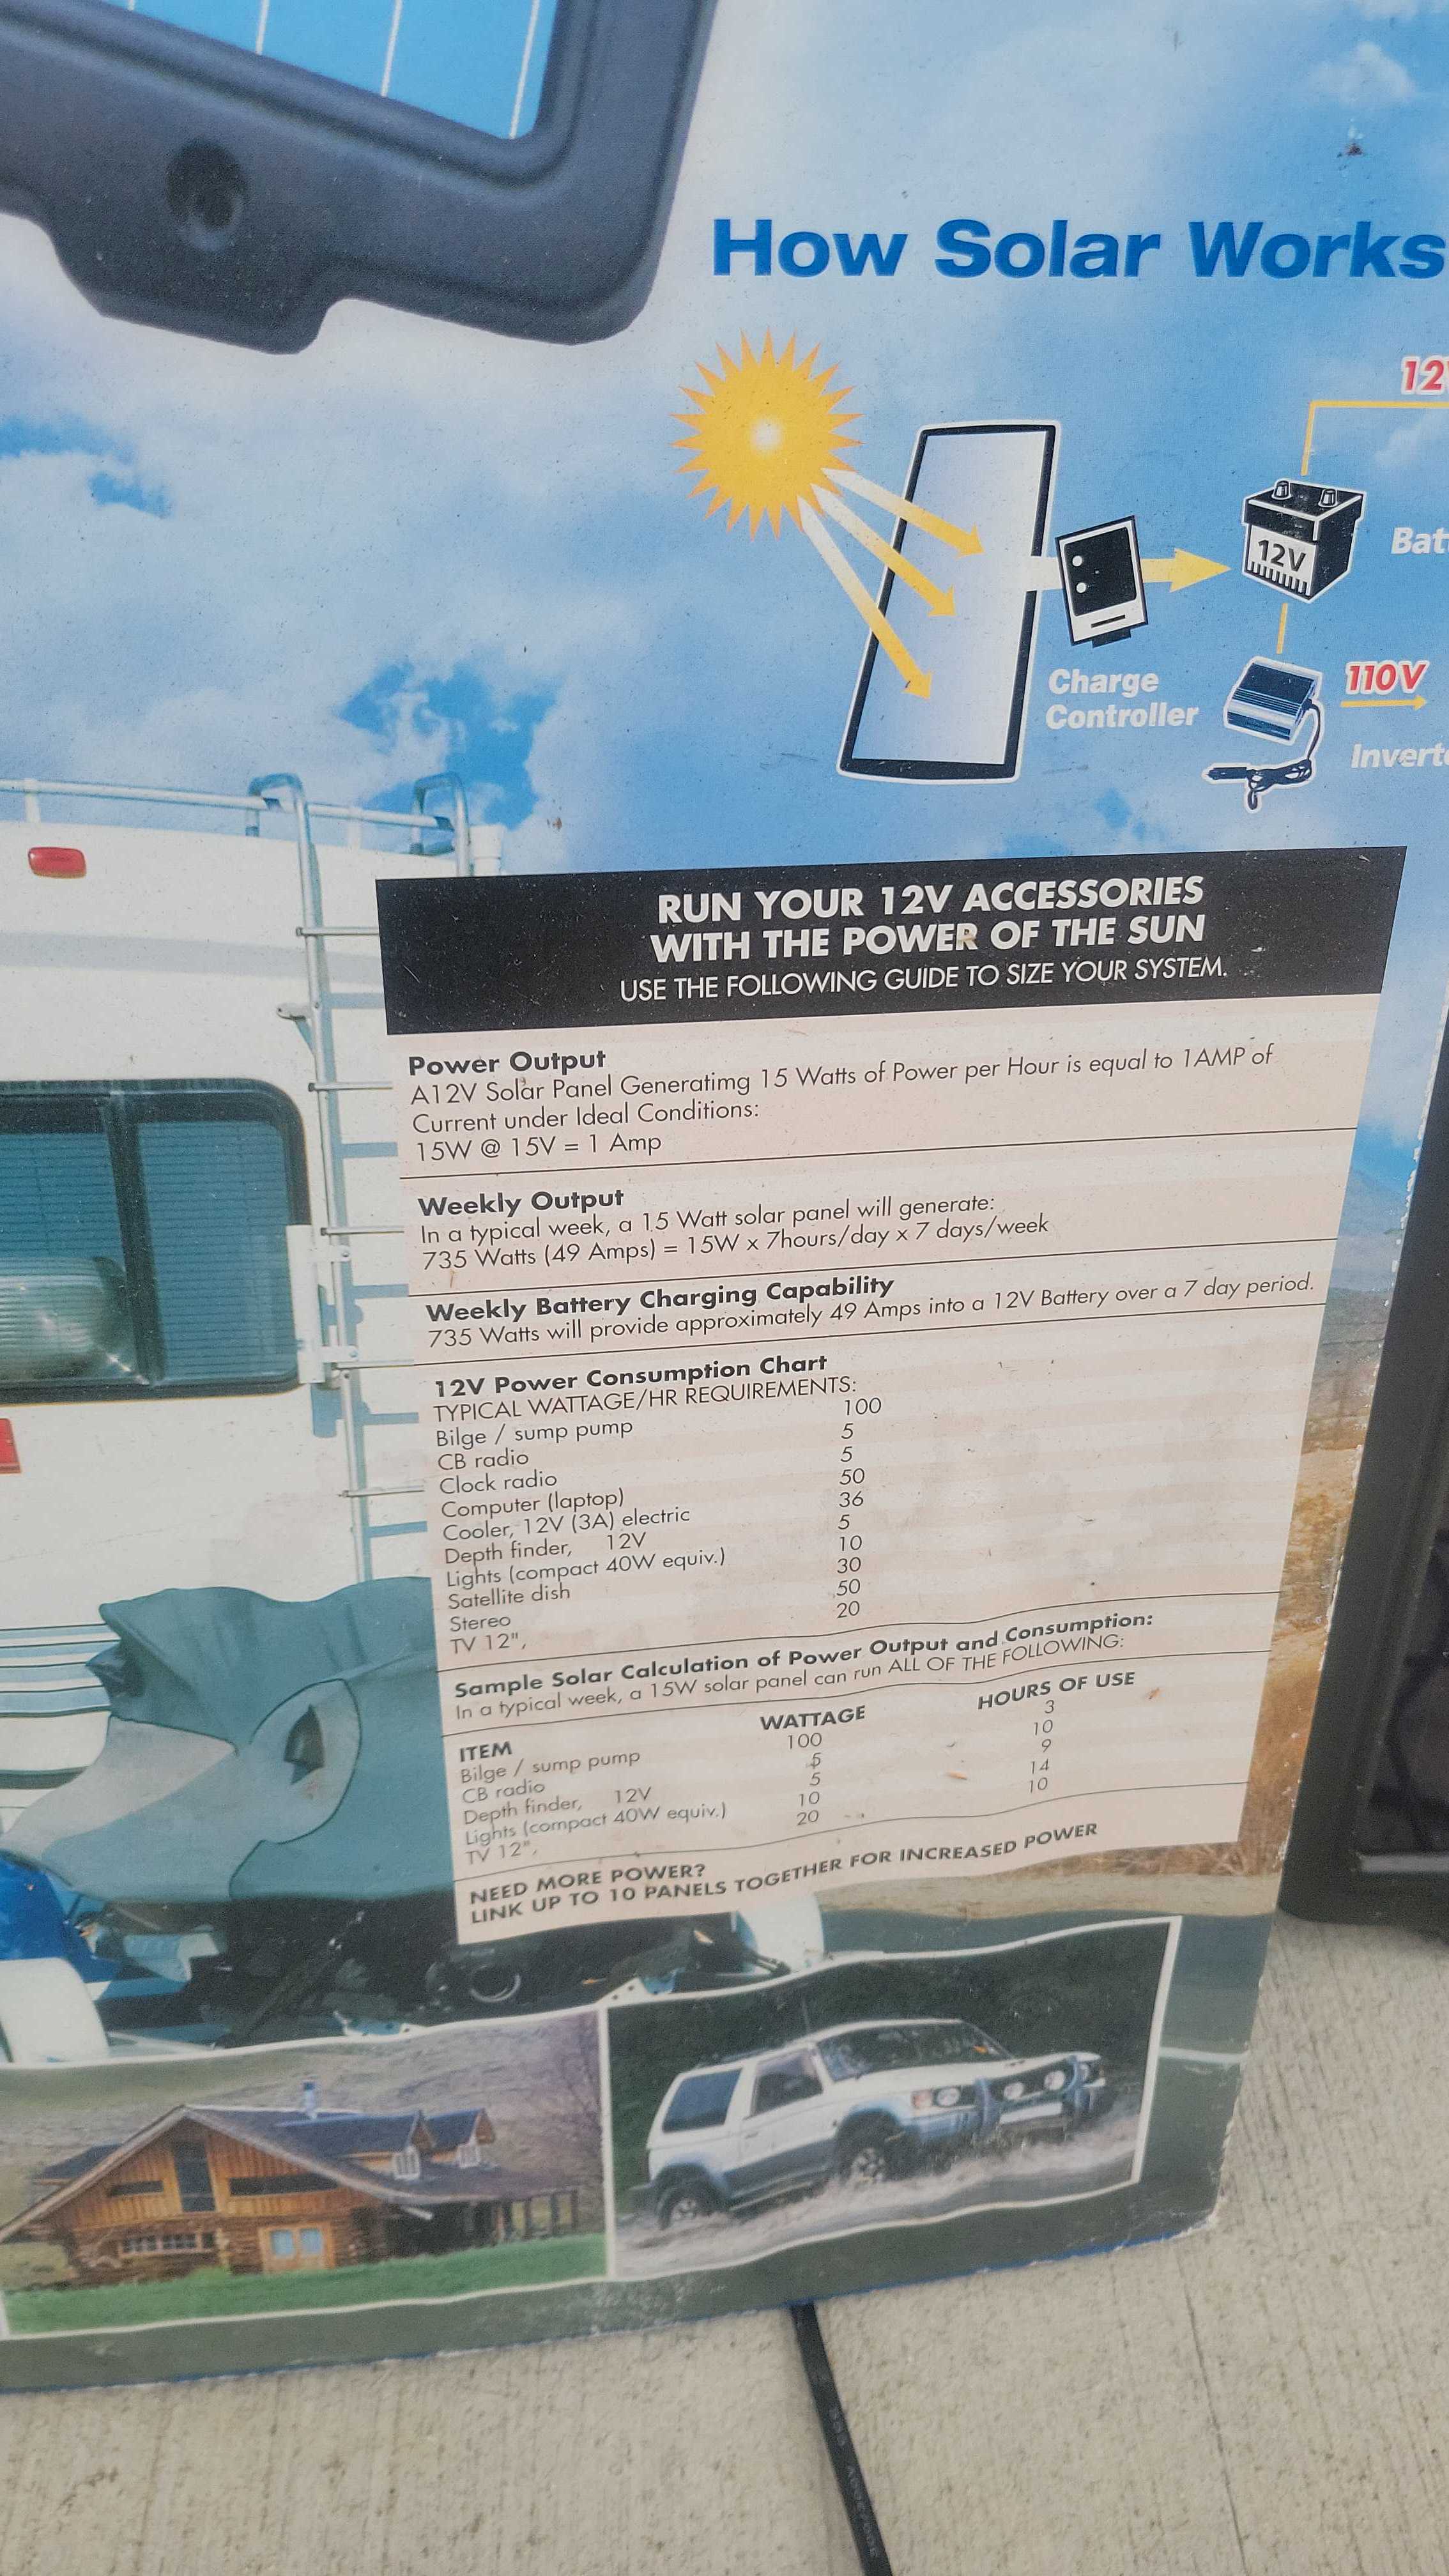 How Solar Works
12V
110V
Charge
Controller
RUN YOUR 12V ACCESSORIES
WITH THE POWER OF THE SUN
USE THE FOLLOWING GUIDE TO SIZE YOUR SYSTEM.
Power Output
A12V Solar Panel Generatimg 15 Watts of Power per Hour is equal to 1AMP of
Current under Ideal Conditions:
15W @ 15V = 1 Amp
Weekly Output
In a typical week, a 15 Watt solar panel will generate:
735 Watts (49 Amps) = 15W x 7hours/day x 7 days/week
Weekly Battery Charging Capability
735 Watts will provide approximately 49 Amps into a 12V Battery over a 7 day period.
12V Power Consumption Chart
TYPICAL WATTAGE/HR REQUIREMENTS:
Bilge / sump pump 100
CB radio 5
Clock radio 5
Computer (laptop) 50
Cooler, 12V (3A) electric 36
Depth finder, 12V 5
Lights (compact 40W equiv.) 10
Satellite dish 30
Stereo 50
TV 12", 20
Sample Solar Calculation of Power Output and Consumption:
In a typical week, a 15W solar panel can run ALL OF THE FOLLOWING:
ITEM WATTAGE HOURS OF USE
Bilge / sump pump 100 3
CB radio 5 10
Depth finder, 12V 5 9
Lights (compact 40W equiv.) 10 14
TV 12", 20 10
NEED MORE POWER?
LINK UP TO 10 PANELS TOGETHER FOR INCREASED POWER